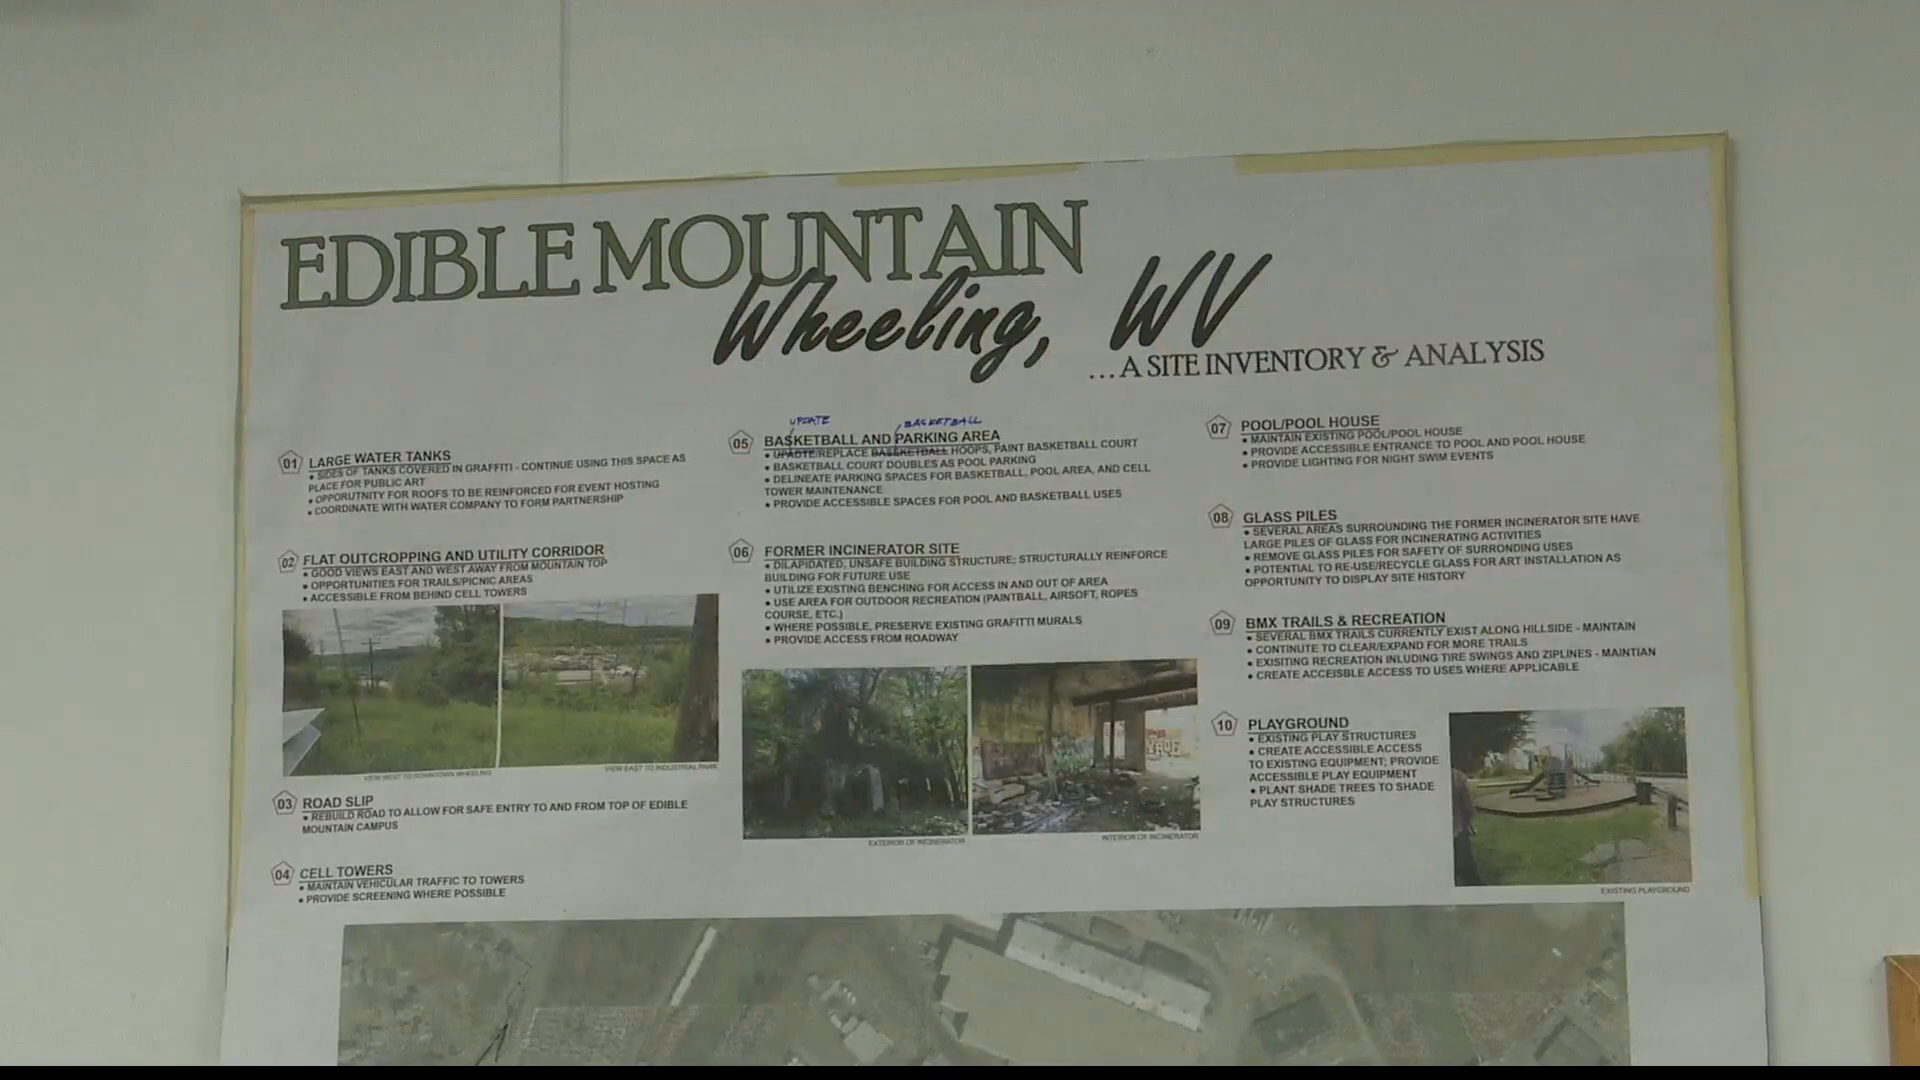 EDIBLE MOUNTAIN
Wheeling, WV
...A SITE INVENTORY & ANALYSIS
01 LARGE WATER TANKS
• SIDES OF TANKS COVERED IN GRAFFITI - CONTINUE USING THIS SPACE AS
PLACE FOR PUBLIC ART
• OPPORUTNITY FOR ROOFS TO BE REINFORCED FOR EVENT HOSTING
• COORDINATE WITH WATER COMPANY TO FORM PARTNERSHIP
02 FLAT OUTCROPPING AND UTILITY CORRIDOR
• GOOD VIEWS EAST AND WEST AWAY FROM MOUNTAIN TOP
• OPPORTUNITIES FOR TRAILS/PICNIC AREAS
• ACCESSIBLE FROM BEHIND CELL TOWERS
VIEW WEST TO DOWNTOWN WHEELING
VIEW EAST TO INDUSTRIAL PARK
03 ROAD SLIP
• REBUILD ROAD TO ALLOW FOR SAFE ENTRY TO AND FROM TOP OF EDIBLE
MOUNTAIN CAMPUS
04 CELL TOWERS
• MAINTAIN VEHICULAR TRAFFIC TO TOWERS
• PROVIDE SCREENING WHERE POSSIBLE
UPDATE BASKETBALL
05 BASKETBALL AND PARKING AREA
• UPADTE/REPLACE BASEKETBALL HOOPS, PAINT BASKETBALL COURT
• BASKETBALL COURT DOUBLES AS POOL PARKING
• DELINEATE PARKING SPACES FOR BASKETBALL, POOL AREA, AND CELL
TOWER MAINTENANCE
• PROVIDE ACCESSIBLE SPACES FOR POOL AND BASKETBALL USES
06 FORMER INCINERATOR SITE
• DILAPIDATED, UNSAFE BUILDING STRUCTURE; STRUCTURALLY REINFORCE
BUILDING FOR FUTURE USE
• UTILIZE EXISTING BENCHING FOR ACCESS IN AND OUT OF AREA
• USE AREA FOR OUTDOOR RECREATION (PAINTBALL, AIRSOFT, ROPES
COURSE, ETC.)
• WHERE POSSIBLE, PRESERVE EXISTING GRAFITTI MURALS
• PROVIDE ACCESS FROM ROADWAY
EXTERIOR OF INCINERATOR
INTERIOR OF INCINERATOR
07 POOL/POOL HOUSE
• MAINTAIN EXISTING POOL/POOL HOUSE
• PROVIDE ACCESSIBLE ENTRANCE TO POOL AND POOL HOUSE
• PROVIDE LIGHTING FOR NIGHT SWIM EVENTS
08 GLASS PILES
• SEVERAL AREAS SURROUNDING THE FORMER INCINERATOR SITE HAVE
LARGE PILES OF GLASS FOR INCINERATING ACTIVITIES
• REMOVE GLASS PILES FOR SAFETY OF SURRONDING USES
• POTENTIAL TO RE-USE/RECYCLE GLASS FOR ART INSTALLATION AS
OPPORTUNITY TO DISPLAY SITE HISTORY
09 BMX TRAILS & RECREATION
• SEVERAL BMX TRAILS CURRENTLY EXIST ALONG HILLSIDE - MAINTAIN
• CONTINUTE TO CLEAR/EXPAND FOR MORE TRAILS
• EXISITING RECREATION INLUDING TIRE SWINGS AND ZIPLINES - MAINTIAN
• CREATE ACCEISBLE ACCESS TO USES WHERE APPLICABLE
10 PLAYGROUND
• EXISTING PLAY STRUCTURES
• CREATE ACCESSIBLE ACCESS
TO EXISTING EQUIPMENT; PROVIDE
ACCESSIBLE PLAY EQUIPMENT
• PLANT SHADE TREES TO SHADE
PLAY STRUCTURES
EXISTING PLAYGROUND